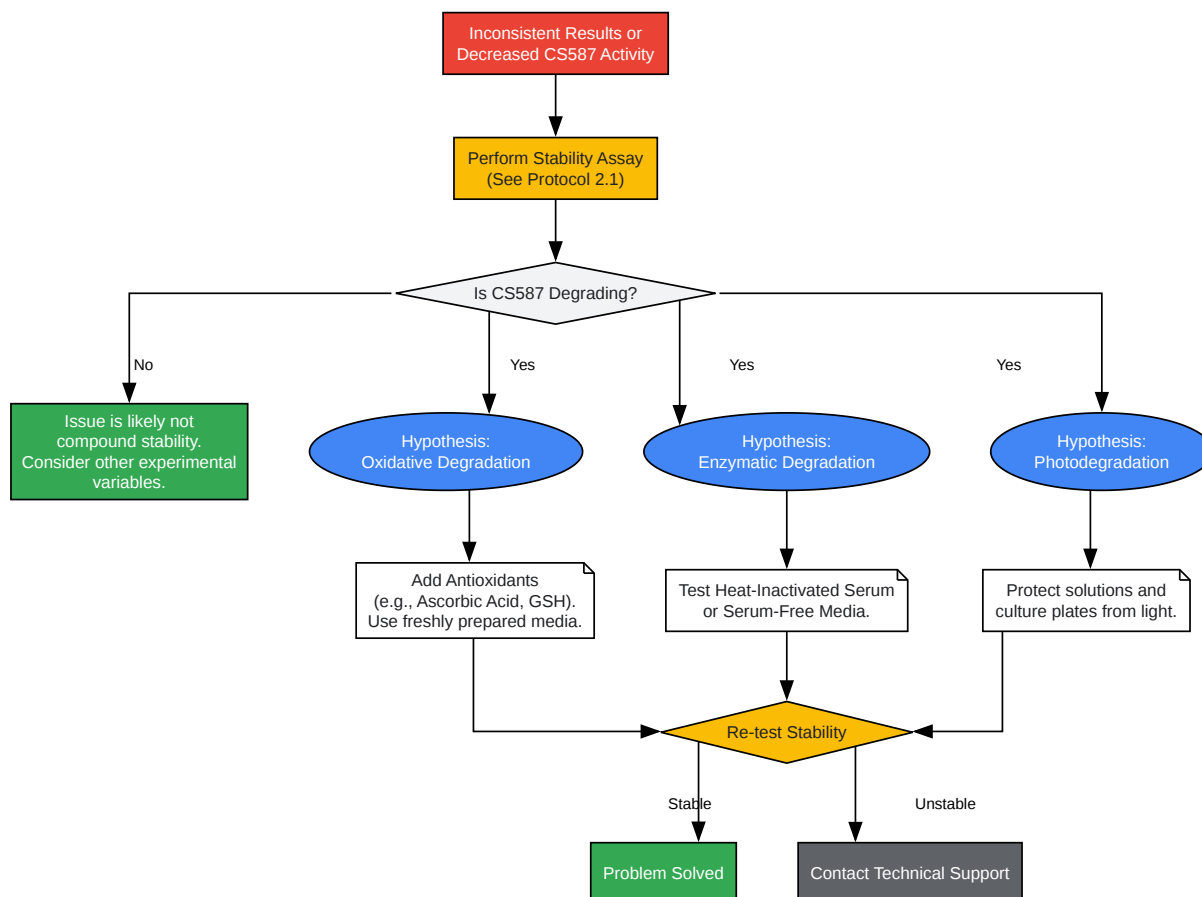 Inconsistent Results or
Decreased CS587 Activity
Perform Stability Assay
(See Protocol 2.1)
Is CS587 Degrading?
No
Yes
Yes
Yes
Issue is likely not
compound stability.
Consider other experimental
variables.
Hypothesis:
Oxidative Degradation
Hypothesis:
Enzymatic Degradation
Hypothesis:
Photodegradation
Add Antioxidants
(e.g., Ascorbic Acid, GSH).
Use freshly prepared media.
Test Heat-Inactivated Serum
or Serum-Free Media.
Protect solutions and
culture plates from light.
Re-test Stability
Stable
Unstable
Problem Solved
Contact Technical Support